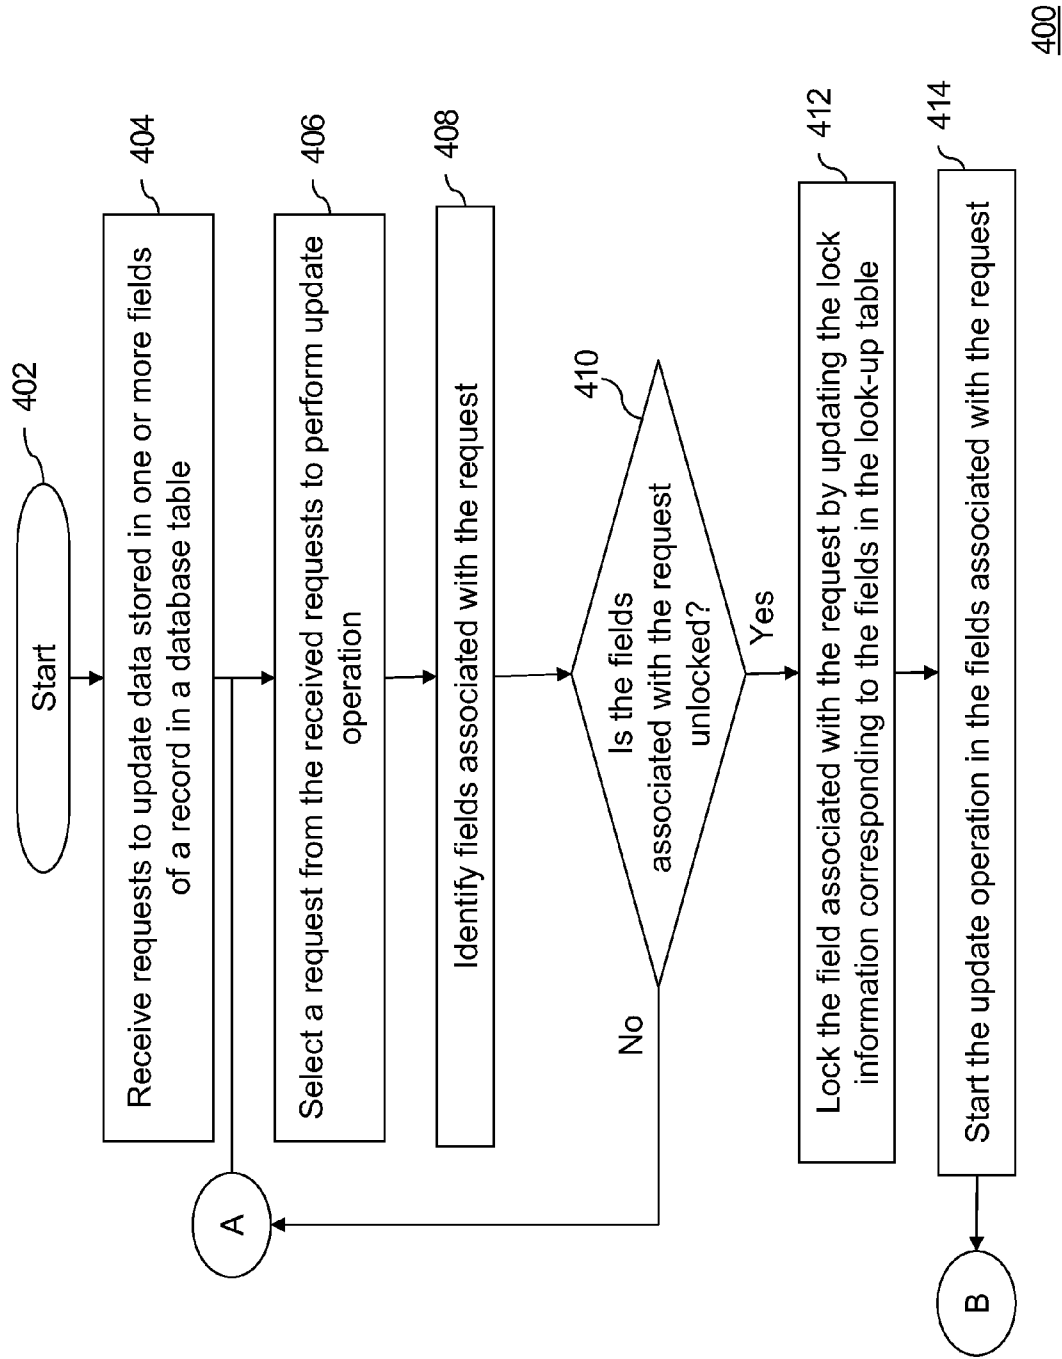 Start
402
Receive requests to update data stored in one or more fields
of a record in a database table
404
A
Select a request from the received requests to perform update
operation
406
Identify fields associated with the request
408
Is the fields
associated with the request
unlocked?
410
No
Yes
Lock the field associated with the request by updating the lock
information corresponding to the fields in the look-up table
412
Start the update operation in the fields associated with the request
414
B
400